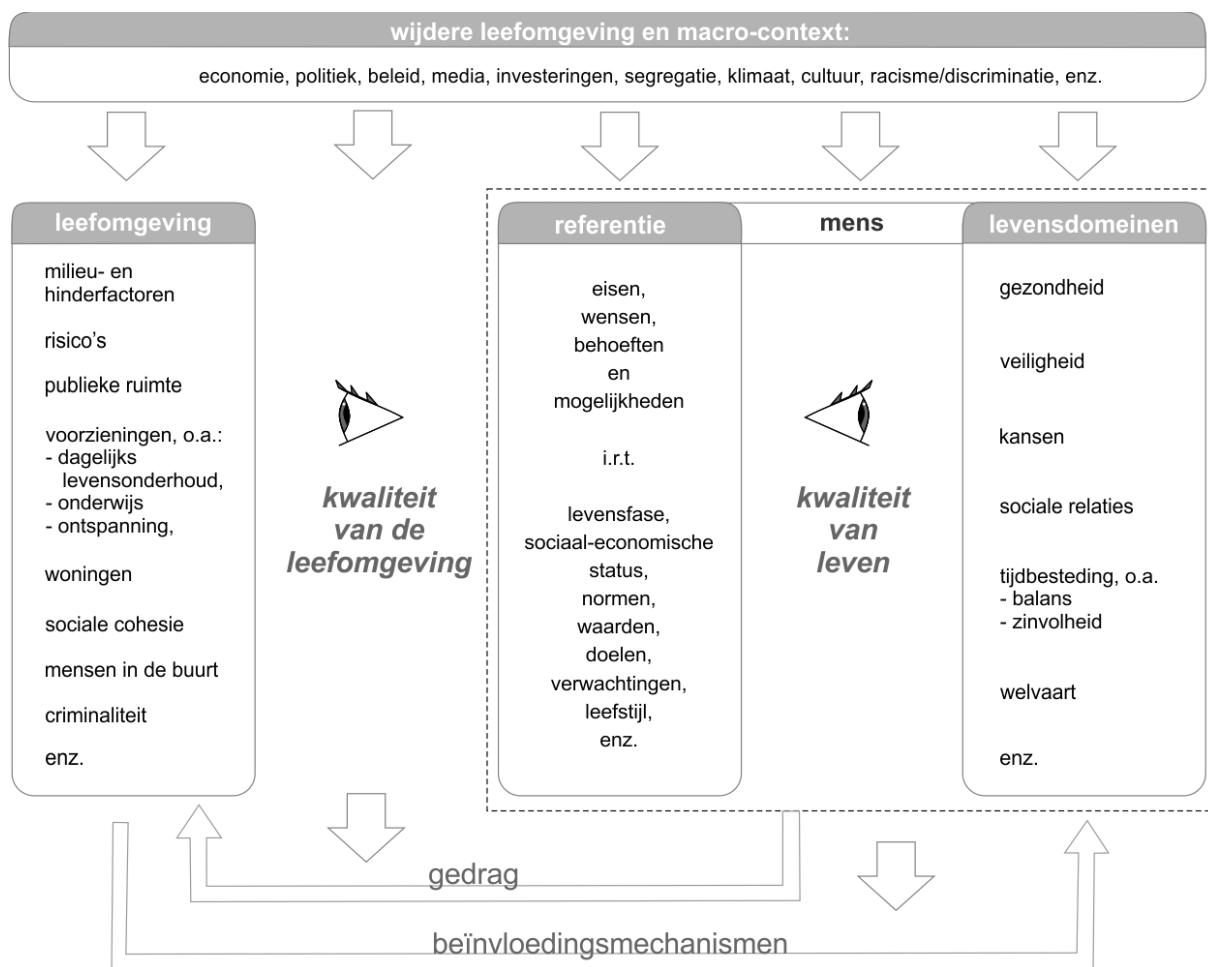 wijdere leefomgeving en macro-context:
economie, politiek, beleid, media, investeringen, segregatie, klimaat, cultuur, racisme/discriminatie, enz.
leefomgeving
milieu- en
hinderfactoren
risico's
publieke ruimte
voorzieningen, o.a.:
- dagelijks
levensonderhoud,
- onderwijs
- ontspanning,
woningen
sociale cohesie
mensen in de buurt
criminaliteit
enz.
kwaliteit
van de
leefomgeving
referentie
eisen,
wensen,
behoeften
en
mogelijkheden
i.r.t.
levensfase,
sociaal-economische
status,
normen,
waarden,
doelen,
verwachtingen,
leefstijl,
enz.
mens
kwaliteit
van
leven
levensdomeinen
gezondheid
veiligheid
kansen
sociale relaties
tijdbesteding, o.a.
- balans
- zinvolheid
welvaart
enz.
gedrag
beïnvloedingsmechanismen